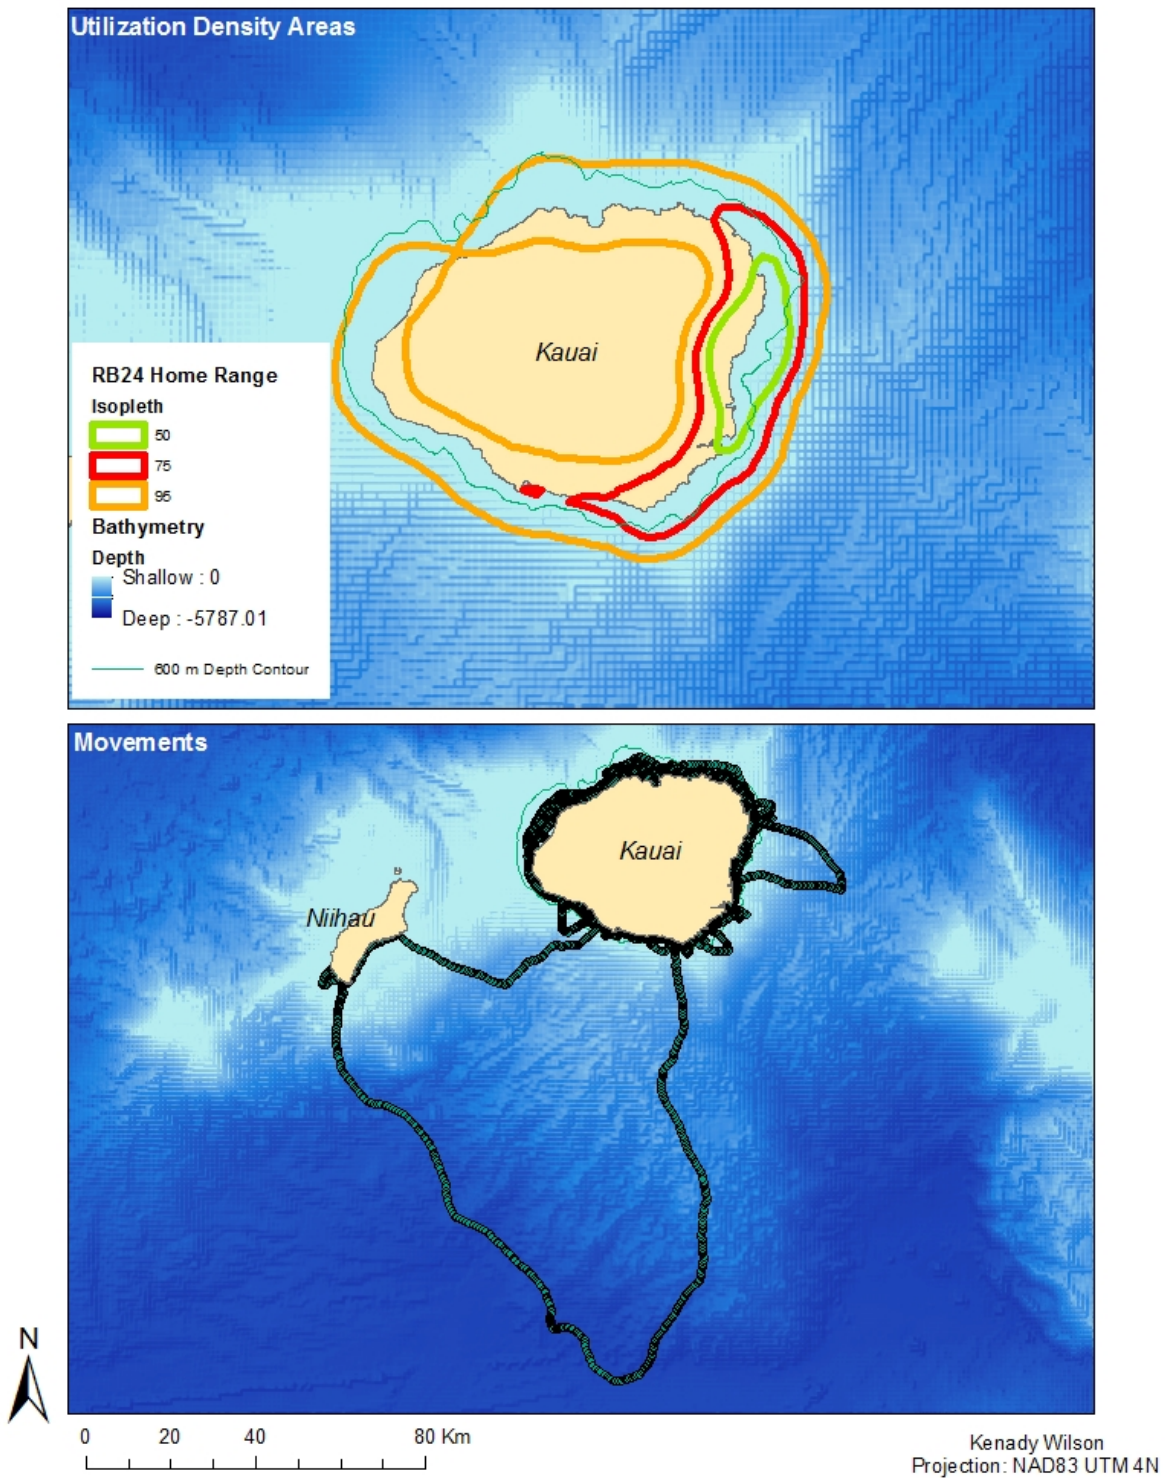 Utilization Density Areas
Kauai
RB24 Home Range
Isopleth
50
75
95
Bathymetry
Depth
Shallow : 0
Deep : -5787.01
600 m Depth Contour
Movements
Kauai
Niihau
N
0 20 40 80 Km
Kenady Wilson
Projection: NAD83 UTM 4N